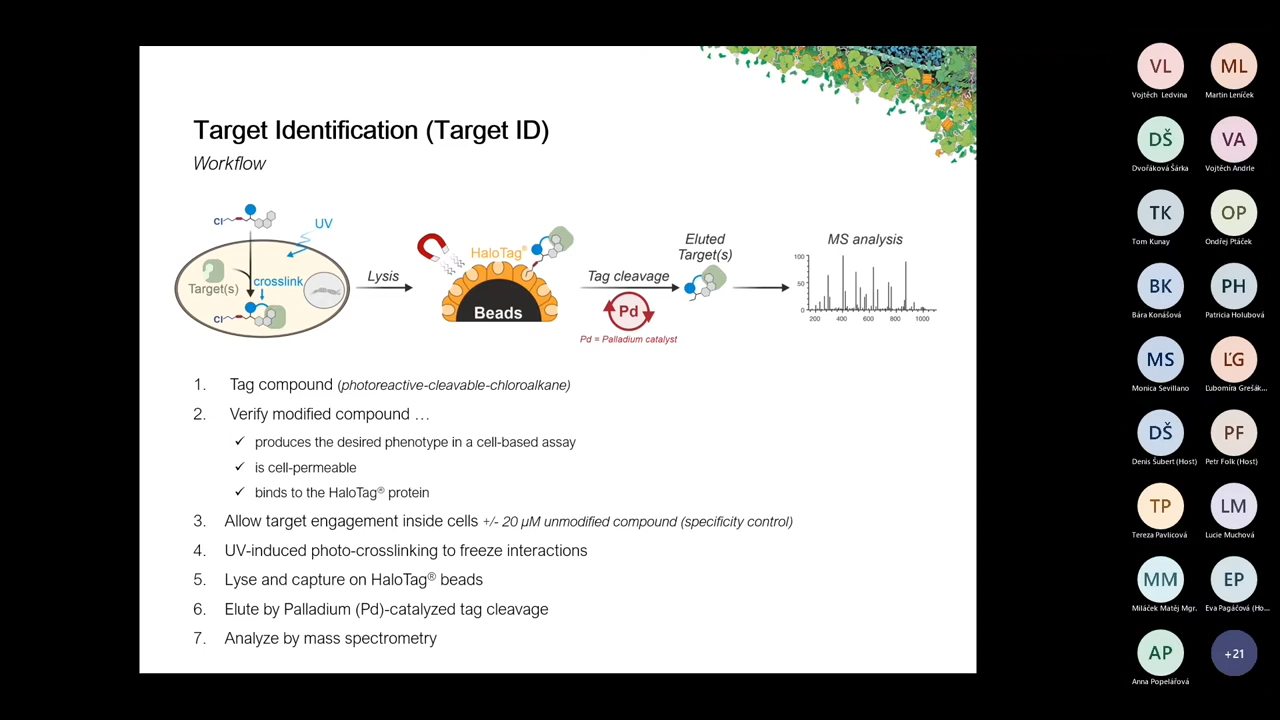 Target Identification (Target ID)
Workflow
Cl
UV
Target(s)
crosslink
Cl
Lysis
HaloTag®
Beads
Tag cleavage
Pd
Pd = Palladium catalyst
Eluted
Target(s)
MS analysis
100
50
0
200 400 600 800 1000
1. Tag compound (photoreactive-cleavable-chloroalkane)
2. Verify modified compound …
✓ produces the desired phenotype in a cell-based assay
✓ is cell-permeable
✓ binds to the HaloTag® protein
3. Allow target engagement inside cells +/- 20 µM unmodified compound (specificity control)
4. UV-induced photo-crosslinking to freeze interactions
5. Lyse and capture on HaloTag® beads
6. Elute by Palladium (Pd)-catalyzed tag cleavage
7. Analyze by mass spectrometry
VL ML
Vojtěch Ledvina Martin Leníček
DŠ VA
Dvořáková Šárka Vojtěch Andrle
TK OP
Tom Kunay Ondřej Ptáček
BK PH
Bára Konášová Patricia Holubová
MS ĽG
Monica Sevillano Ľubomíra Grešák...
DŠ PF
Denis Šubert (Host) Petr Folk (Host)
TP LM
Tereza Pavlicová Lucie Muchová
MM EP
Miláček Matěj Mgr. Eva Pagáčová (Ho...
AP +21
Anna Popelářová